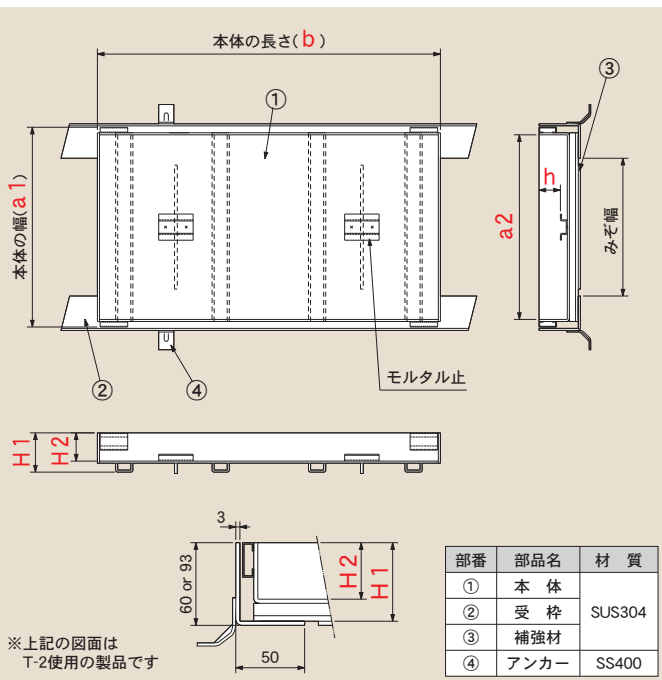 本体の長さ(b)
①
③
本体の幅(a1)
a2
h
みぞ幅
モルタル止
②
④
H1
H2
3
60 or 93
H2
H1
50
※上記の図面は
T-2使用の製品です
部番 部品名 材 質
① 本 体
② 受 枠 SUS304
③ 補強材
④ アンカー SS400